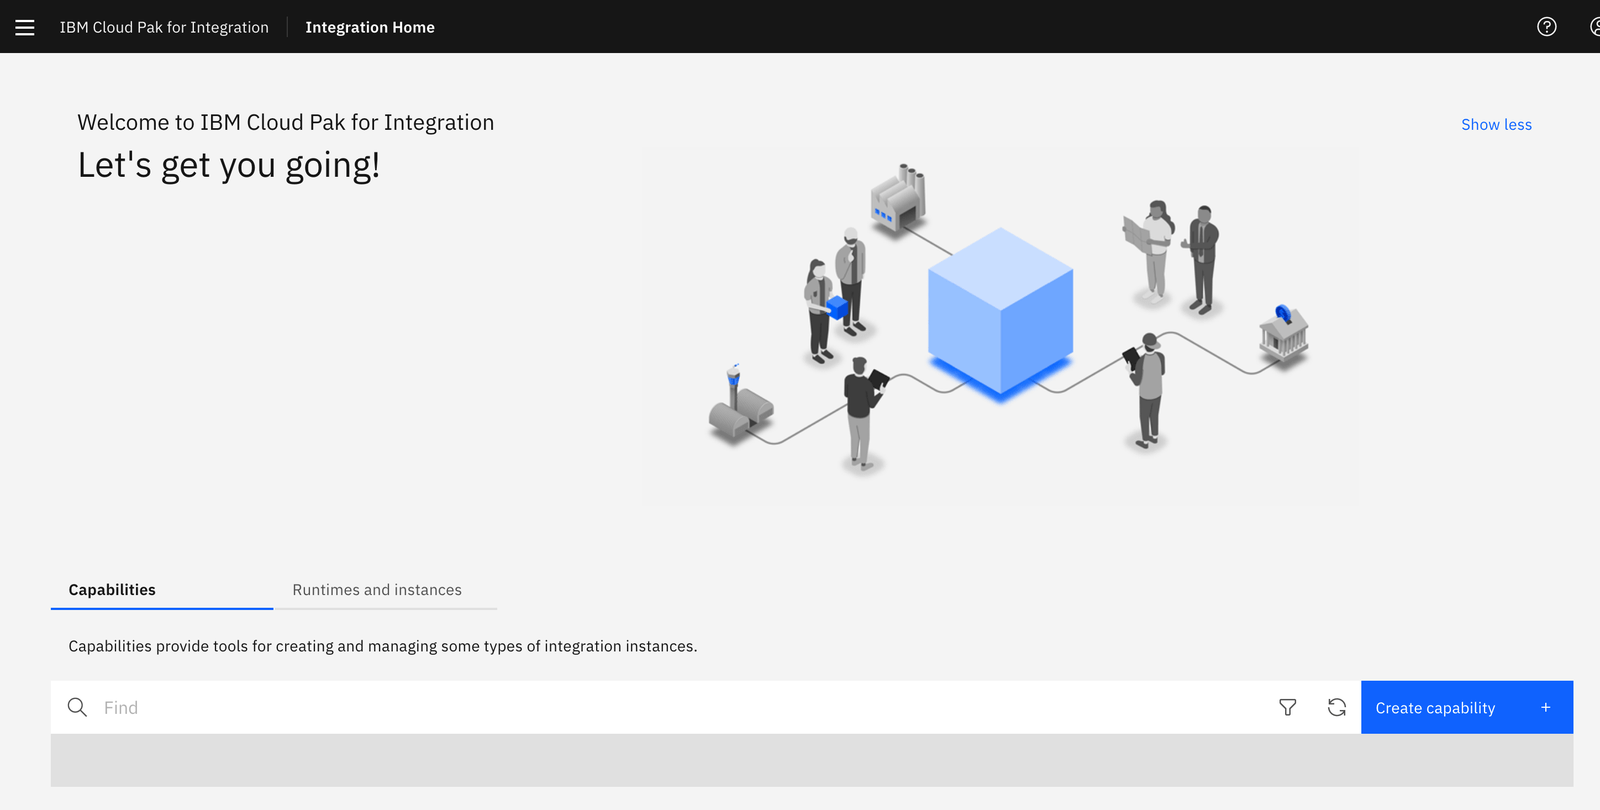 IBM Cloud Pak for Integration
Integration Home
Welcome to IBM Cloud Pak for Integration
Show less
Let's get you going!
Capabilities
Runtimes and instances
Capabilities provide tools for creating and managing some types of integration instances.
Find
Create capability +